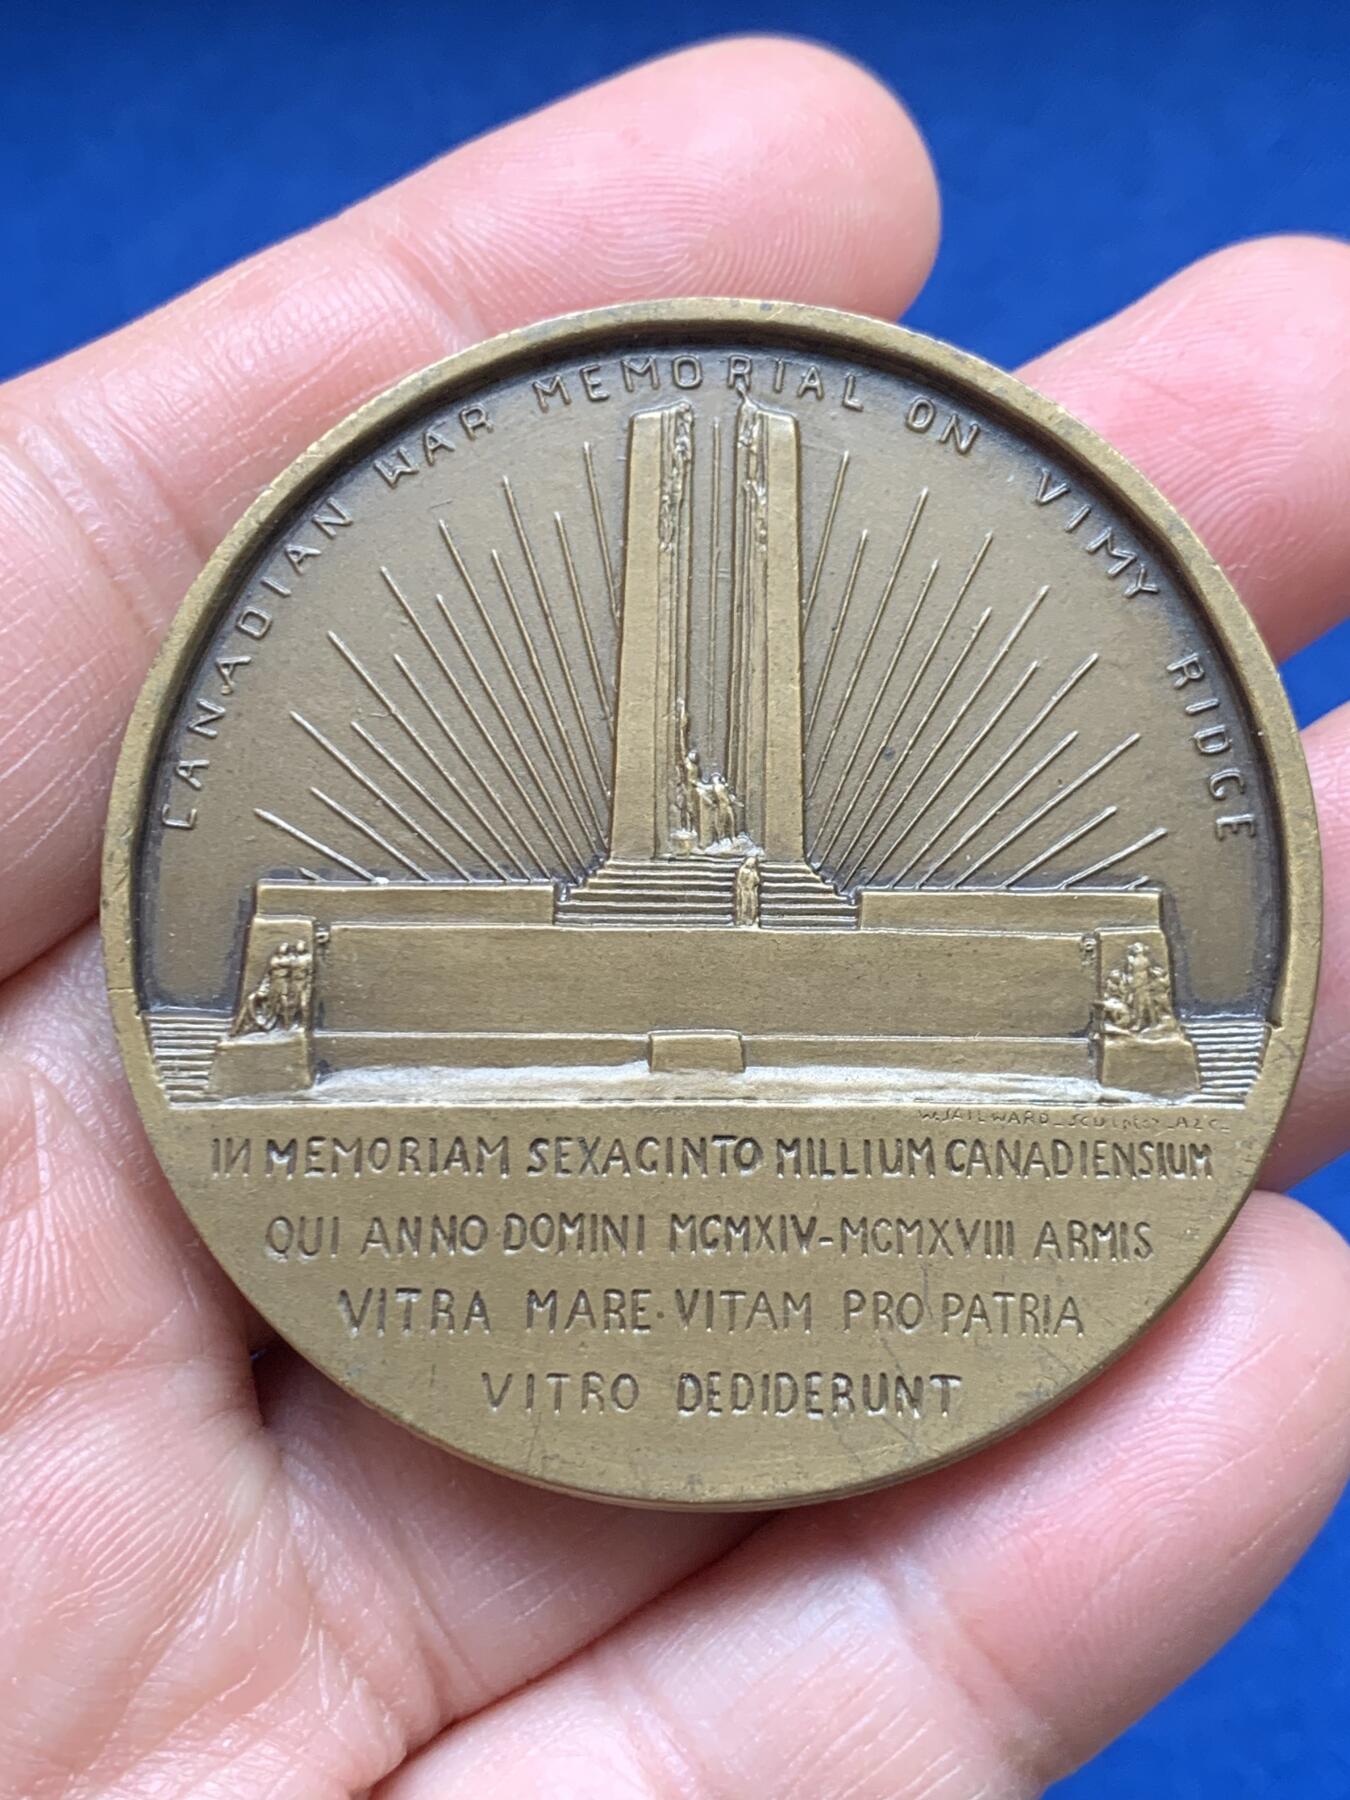 CANADIAN WAR MEMORIAL ON VIMY RIDGE
W.S.ALLWARD_SCULPTOR
IN MEMORIAM SEXAGINTO MILLIUM CANADIENSIUM
QUI ANNO DOMINI MCMXIV-MCMXVIII ARMIS
VITRA MARE·VITAM PRO PATRIA
VITRO DEDIDERUNT